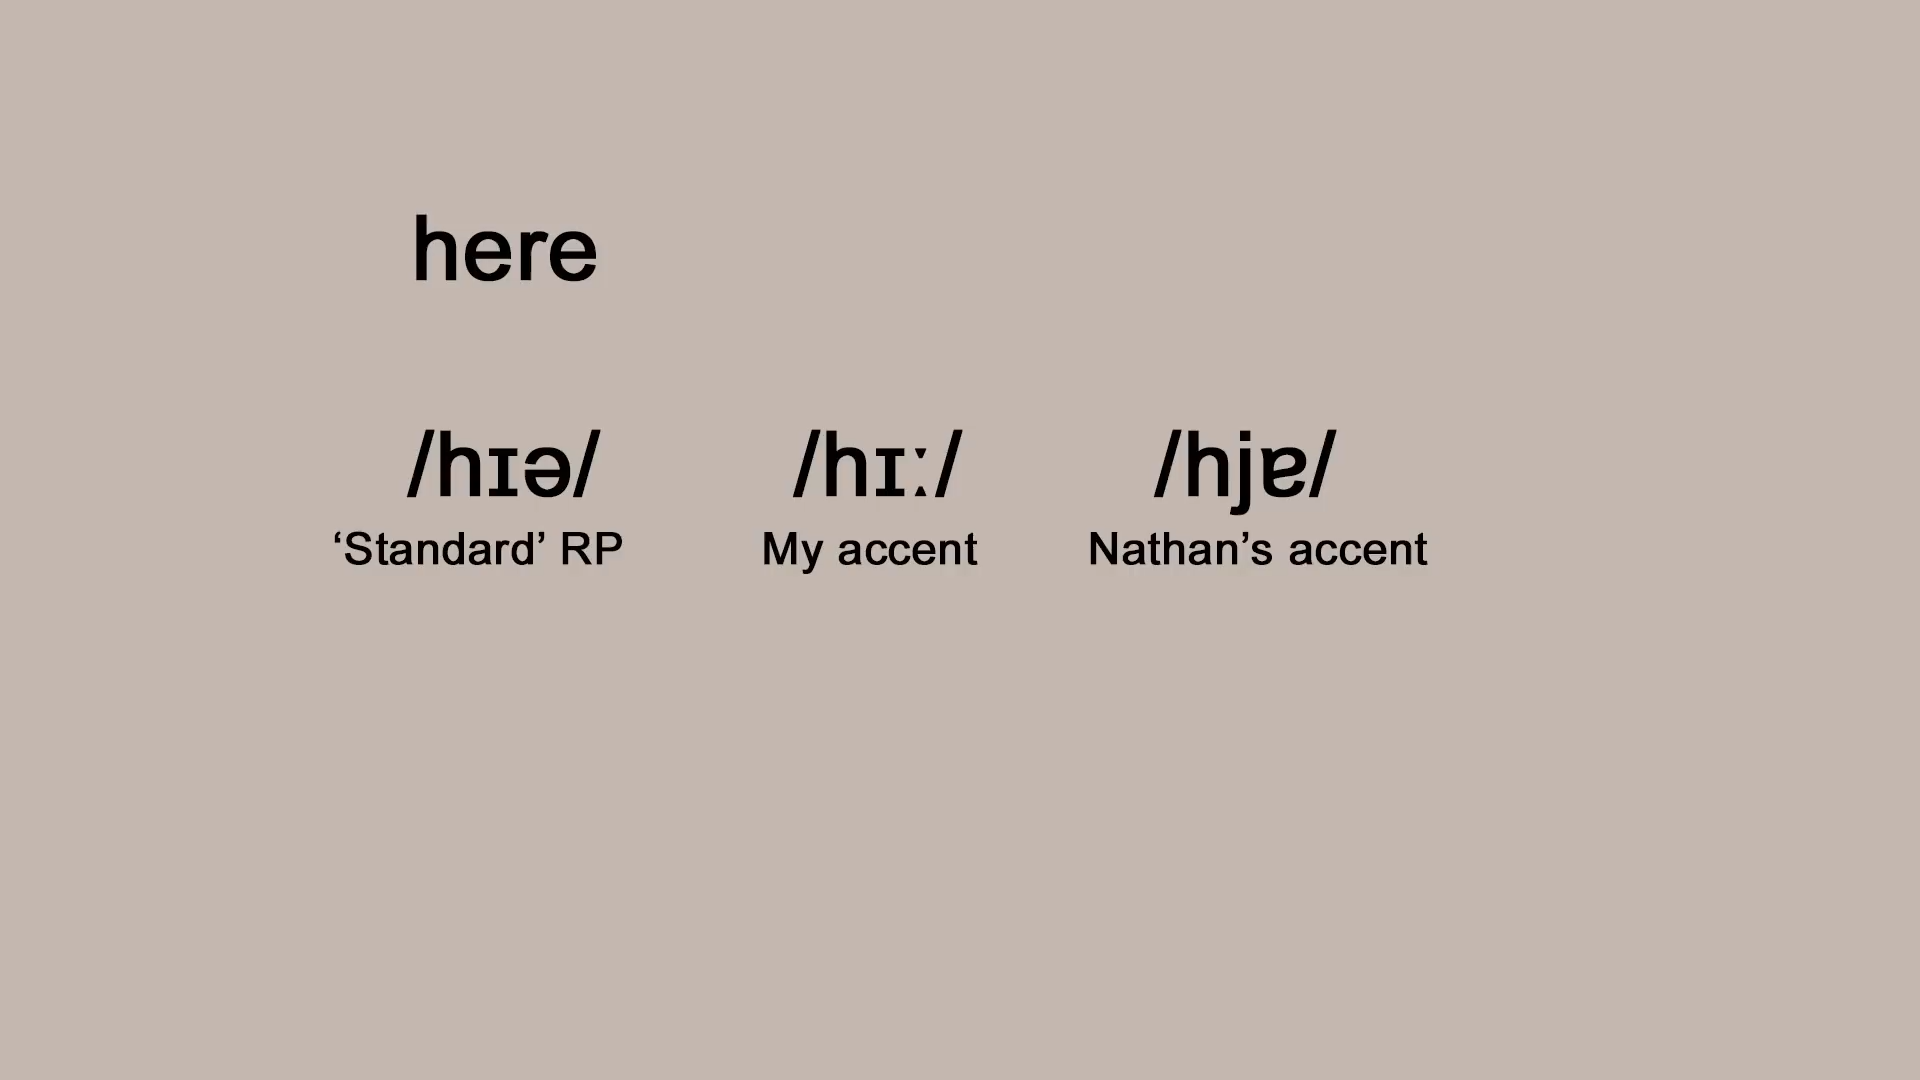 here
/hɪə/ /hɪː/ /hjɐ/
‘Standard’ RP My accent Nathan’s accent